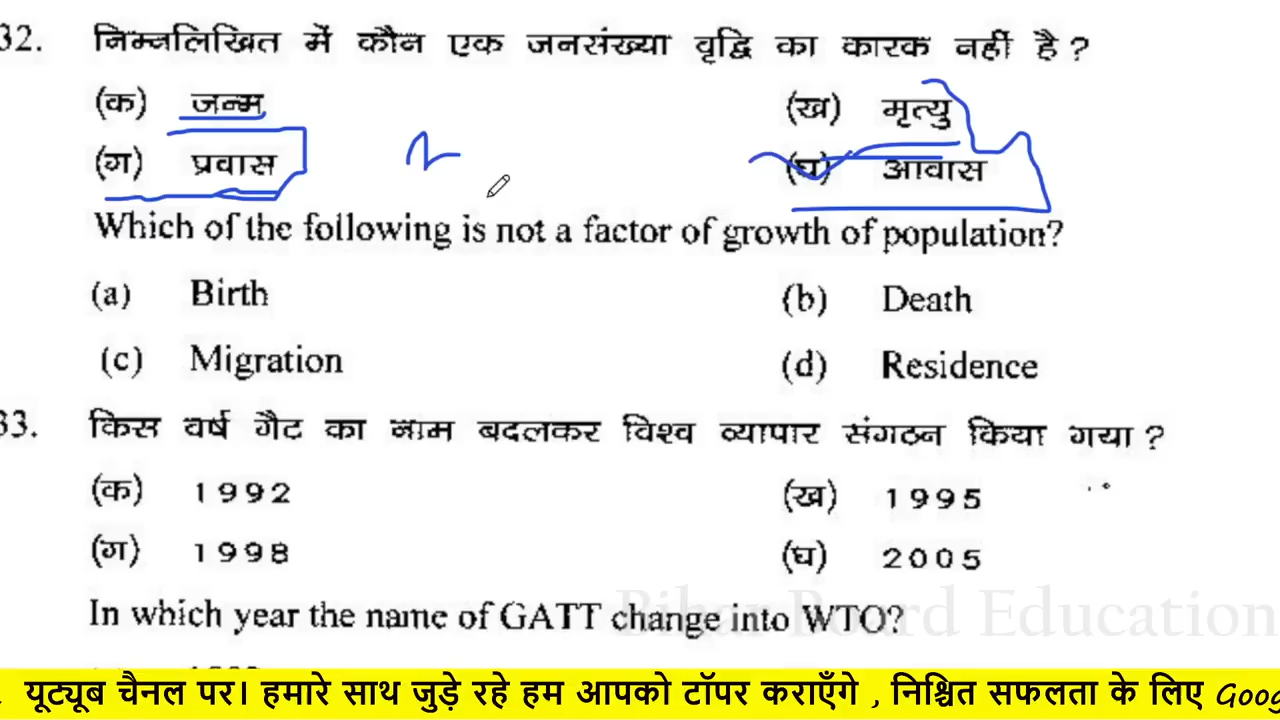 32. निम्नलिखित में कौन एक जनसंख्या वृद्धि का कारक नहीं है ?
(क) जन्म (ख) मृत्यु
(ग) प्रवास (घ) आवास
Which of the following is not a factor of growth of population?
(a) Birth (b) Death
(c) Migration (d) Residence
33. किस वर्ष गैट का नाम बदलकर विश्व व्यापार संगठन किया गया ?
(क) 1992 (ख) 1995
(ग) 1998 (घ) 2005
In which year the name of GATT change into WTO?
Bihar Board Education
यूट्यूब चैनल पर। हमारे साथ जुड़े रहे हम आपको टॉपर कराएँगे , निश्चित सफलता के लिए Goog